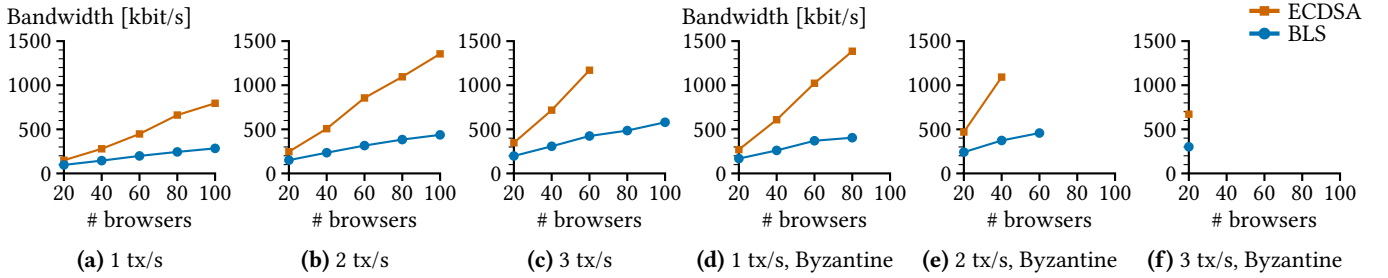 Bandwidth [kbit/s]
Bandwidth [kbit/s]
ECDSA
BLS
1500
1000
500
0
20 40 60 80 100
# browsers
(a) 1 tx/s
1500
1000
500
0
20 40 60 80 100
# browsers
(b) 2 tx/s
1500
1000
500
0
20 40 60 80 100
# browsers
(c) 3 tx/s
1500
1000
500
0
20 40 60 80 100
# browsers
(d) 1 tx/s, Byzantine
1500
1000
500
0
20 40 60 80 100
# browsers
(e) 2 tx/s, Byzantine
1500
1000
500
0
20 40 60 80 100
# browsers
(f) 3 tx/s, Byzantine